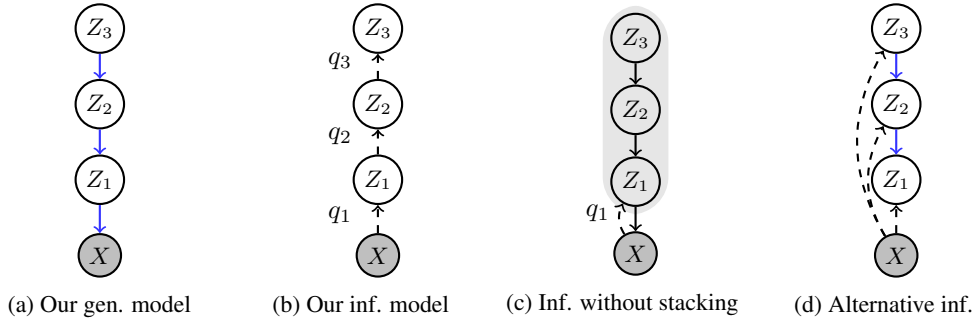 Z3
Z2
Z1
X
(a) Our gen. model
Z3
q3
Z2
q2
Z1
q1
X
(b) Our inf. model
Z3
Z2
Z1
q1
X
(c) Inf. without stacking
Z3
Z2
Z1
X
(d) Alternative inf.